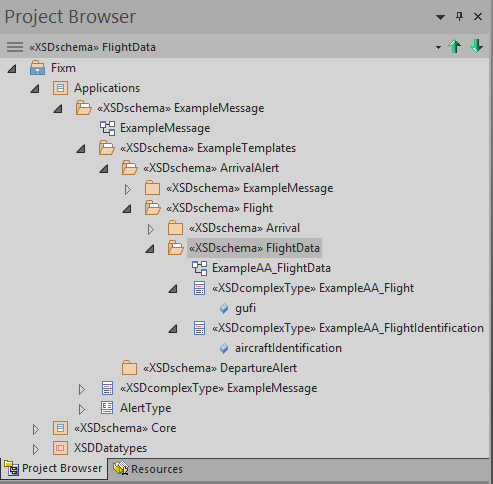 Project Browser
«XSDschema» FlightData
Fixm
Applications
«XSDschema» ExampleMessage
ExampleMessage
«XSDschema» ExampleTemplates
«XSDschema» ArrivalAlert
«XSDschema» ExampleMessage
«XSDschema» Flight
«XSDschema» Arrival
«XSDschema» FlightData
ExampleAA_FlightData
«XSDcomplexType» ExampleAA_Flight
gufi
«XSDcomplexType» ExampleAA_FlightIdentification
aircraftIdentification
«XSDschema» DepartureAlert
«XSDcomplexType» ExampleMessage
AlertType
«XSDschema» Core
XSDDatatypes
Project Browser Resources